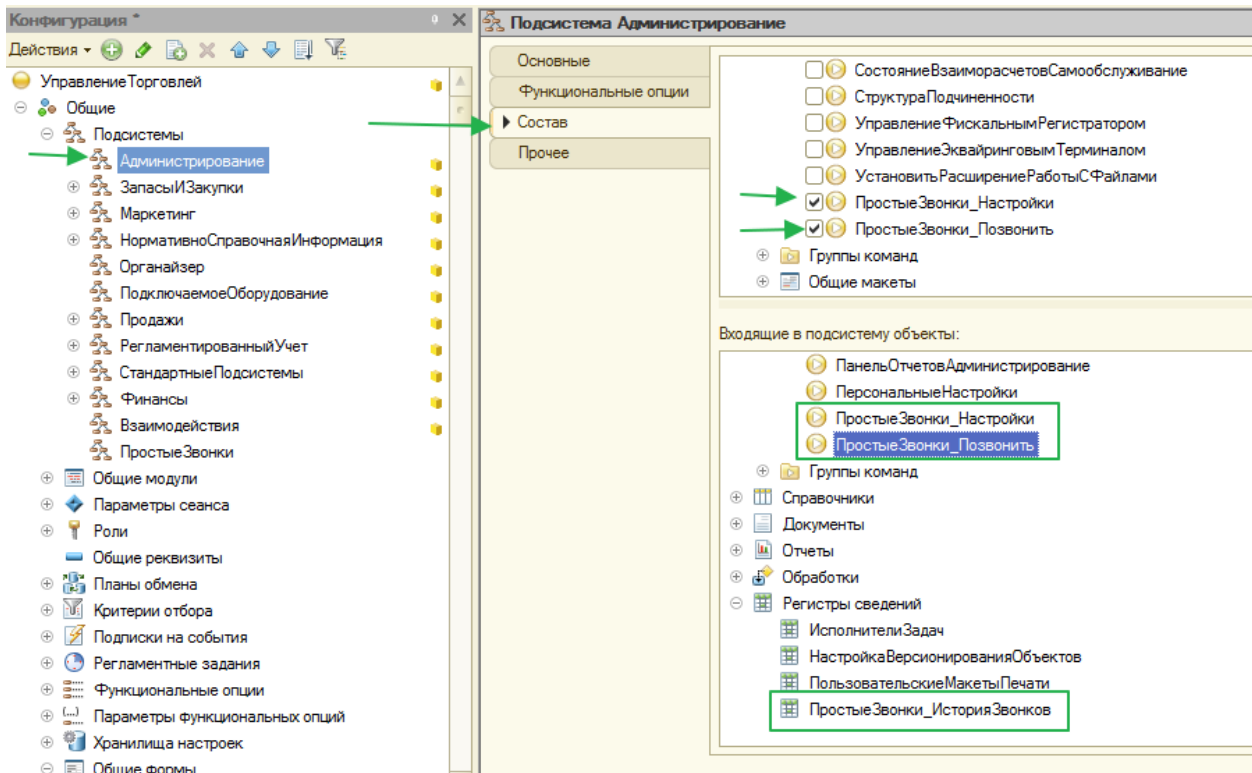 Конфигурация *
Действия
УправлениеТорговлей
Общие
Подсистемы
Администрирование
ЗапасыИЗакупки
Маркетинг
НормативноСправочнаяИнформация
Органайзер
ПодключаемоеОборудование
Продажи
РегламентированныйУчет
СтандартныеПодсистемы
Финансы
Взаимодействия
ПростыеЗвонки
Общие модули
Параметры сеанса
Роли
Общие реквизиты
Планы обмена
Критерии отбора
Подписки на события
Регламентные задания
Функциональные опции
Параметры функциональных опций
Хранилища настроек
Общие формы
Подсистема Администрирование
Основные
Функциональные опции
Состав
Прочее
СостояниеВзаиморасчетовСамообслуживание
СтруктураПодчиненности
УправлениеФискальнымРегистратором
УправлениеЭквайринговымТерминалом
УстановитьРасширениеРаботыСФайлами
ПростыеЗвонки_Настройки
ПростыеЗвонки_Позвонить
Группы команд
Общие макеты
Входящие в подсистему объекты:
ПанельОтчетовАдминистрирование
ПерсональныеНастройки
ПростыеЗвонки_Настройки
ПростыеЗвонки_Позвонить
Группы команд
Справочники
Документы
Отчеты
Обработки
Регистры сведений
ИсполнителиЗадач
НастройкаВерсионированияОбъектов
ПользовательскиеМакетыПечати
ПростыеЗвонки_ИсторияЗвонков